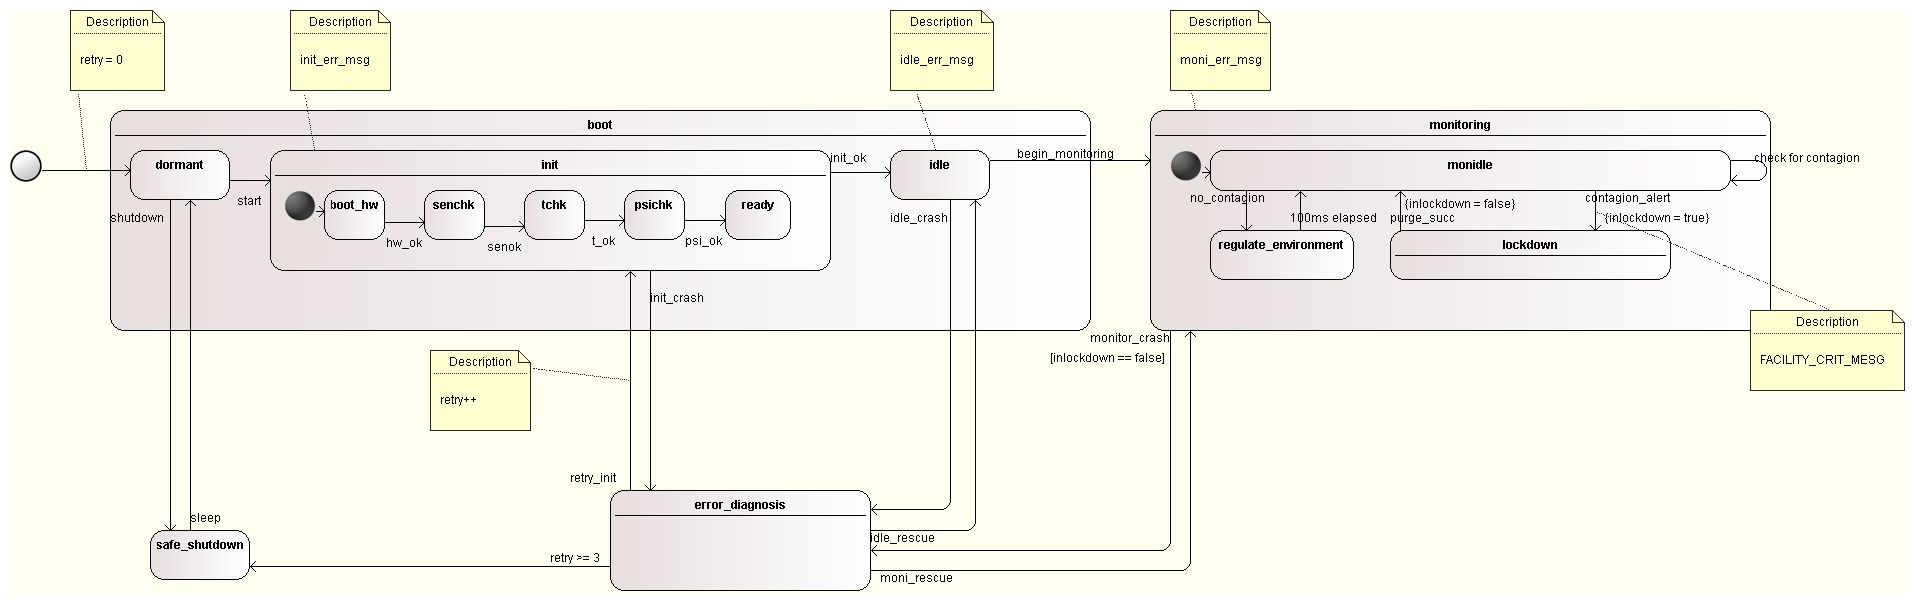 Description
retry = 0
Description
init_err_msg
Description
idle_err_msg
Description
moni_err_msg
boot
monitoring
dormant
init
init_ok
idle
begin_monitoring
monidle
check for contagion
start
boot_hw
senchk
tchk
psichk
ready
shutdown
hw_ok
senok
t_ok
psi_ok
idle_crash
no_contagion
100ms elapsed
{inlockdown = false}
purge_succ
contagion_alert
{inlockdown = true}
regulate_environment
lockdown
init_crash
monitor_crash
[inlockdown == false]
Description
FACILITY_CRIT_MESG
Description
retry++
retry_init
error_diagnosis
sleep
safe_shutdown
retry >= 3
idle_rescue
moni_rescue